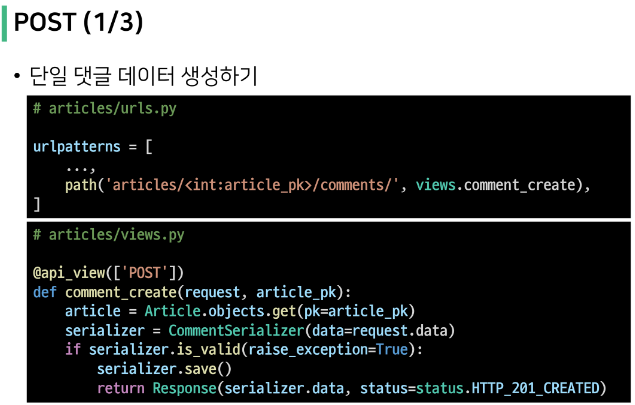 POST (1/3)
• 단일 댓글 데이터 생성하기
# articles/urls.py
urlpatterns = [
    ...,
    path('articles/<int:article_pk>/comments/', views.comment_create),
]
# articles/views.py
@api_view(['POST'])
def comment_create(request, article_pk):
    article = Article.objects.get(pk=article_pk)
    serializer = CommentSerializer(data=request.data)
    if serializer.is_valid(raise_exception=True):
        serializer.save()
        return Response(serializer.data, status=status.HTTP_201_CREATED)